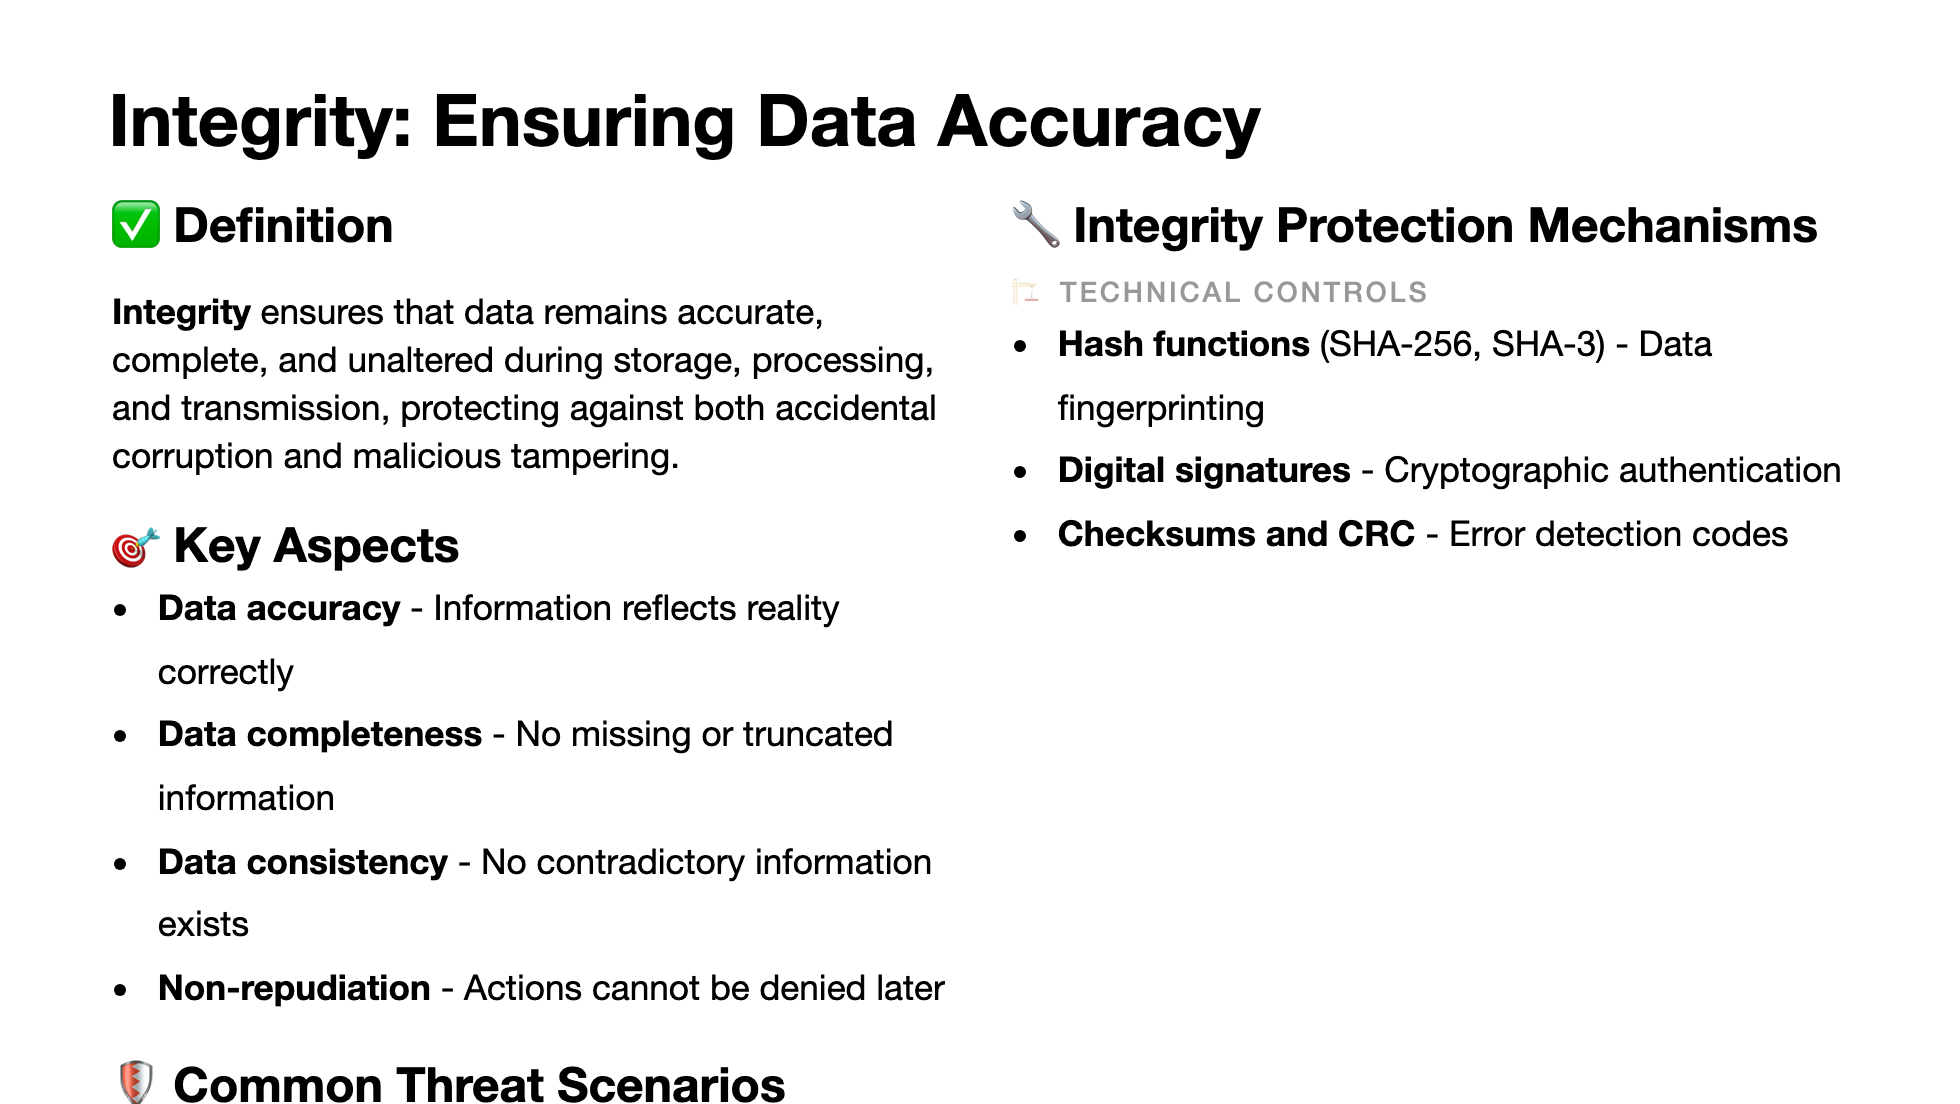 Integrity: Ensuring Data Accuracy
✅ Definition
Integrity ensures that data remains accurate,
complete, and unaltered during storage, processing,
and transmission, protecting against both accidental
corruption and malicious tampering.
🎯 Key Aspects
• Data accuracy - Information reflects reality
correctly
• Data completeness - No missing or truncated
information
• Data consistency - No contradictory information
exists
• Non-repudiation - Actions cannot be denied later
🛡️ Common Threat Scenarios
🔧 Integrity Protection Mechanisms
🏗️ TECHNICAL CONTROLS
• Hash functions (SHA-256, SHA-3) - Data
fingerprinting
• Digital signatures - Cryptographic authentication
• Checksums and CRC - Error detection codes